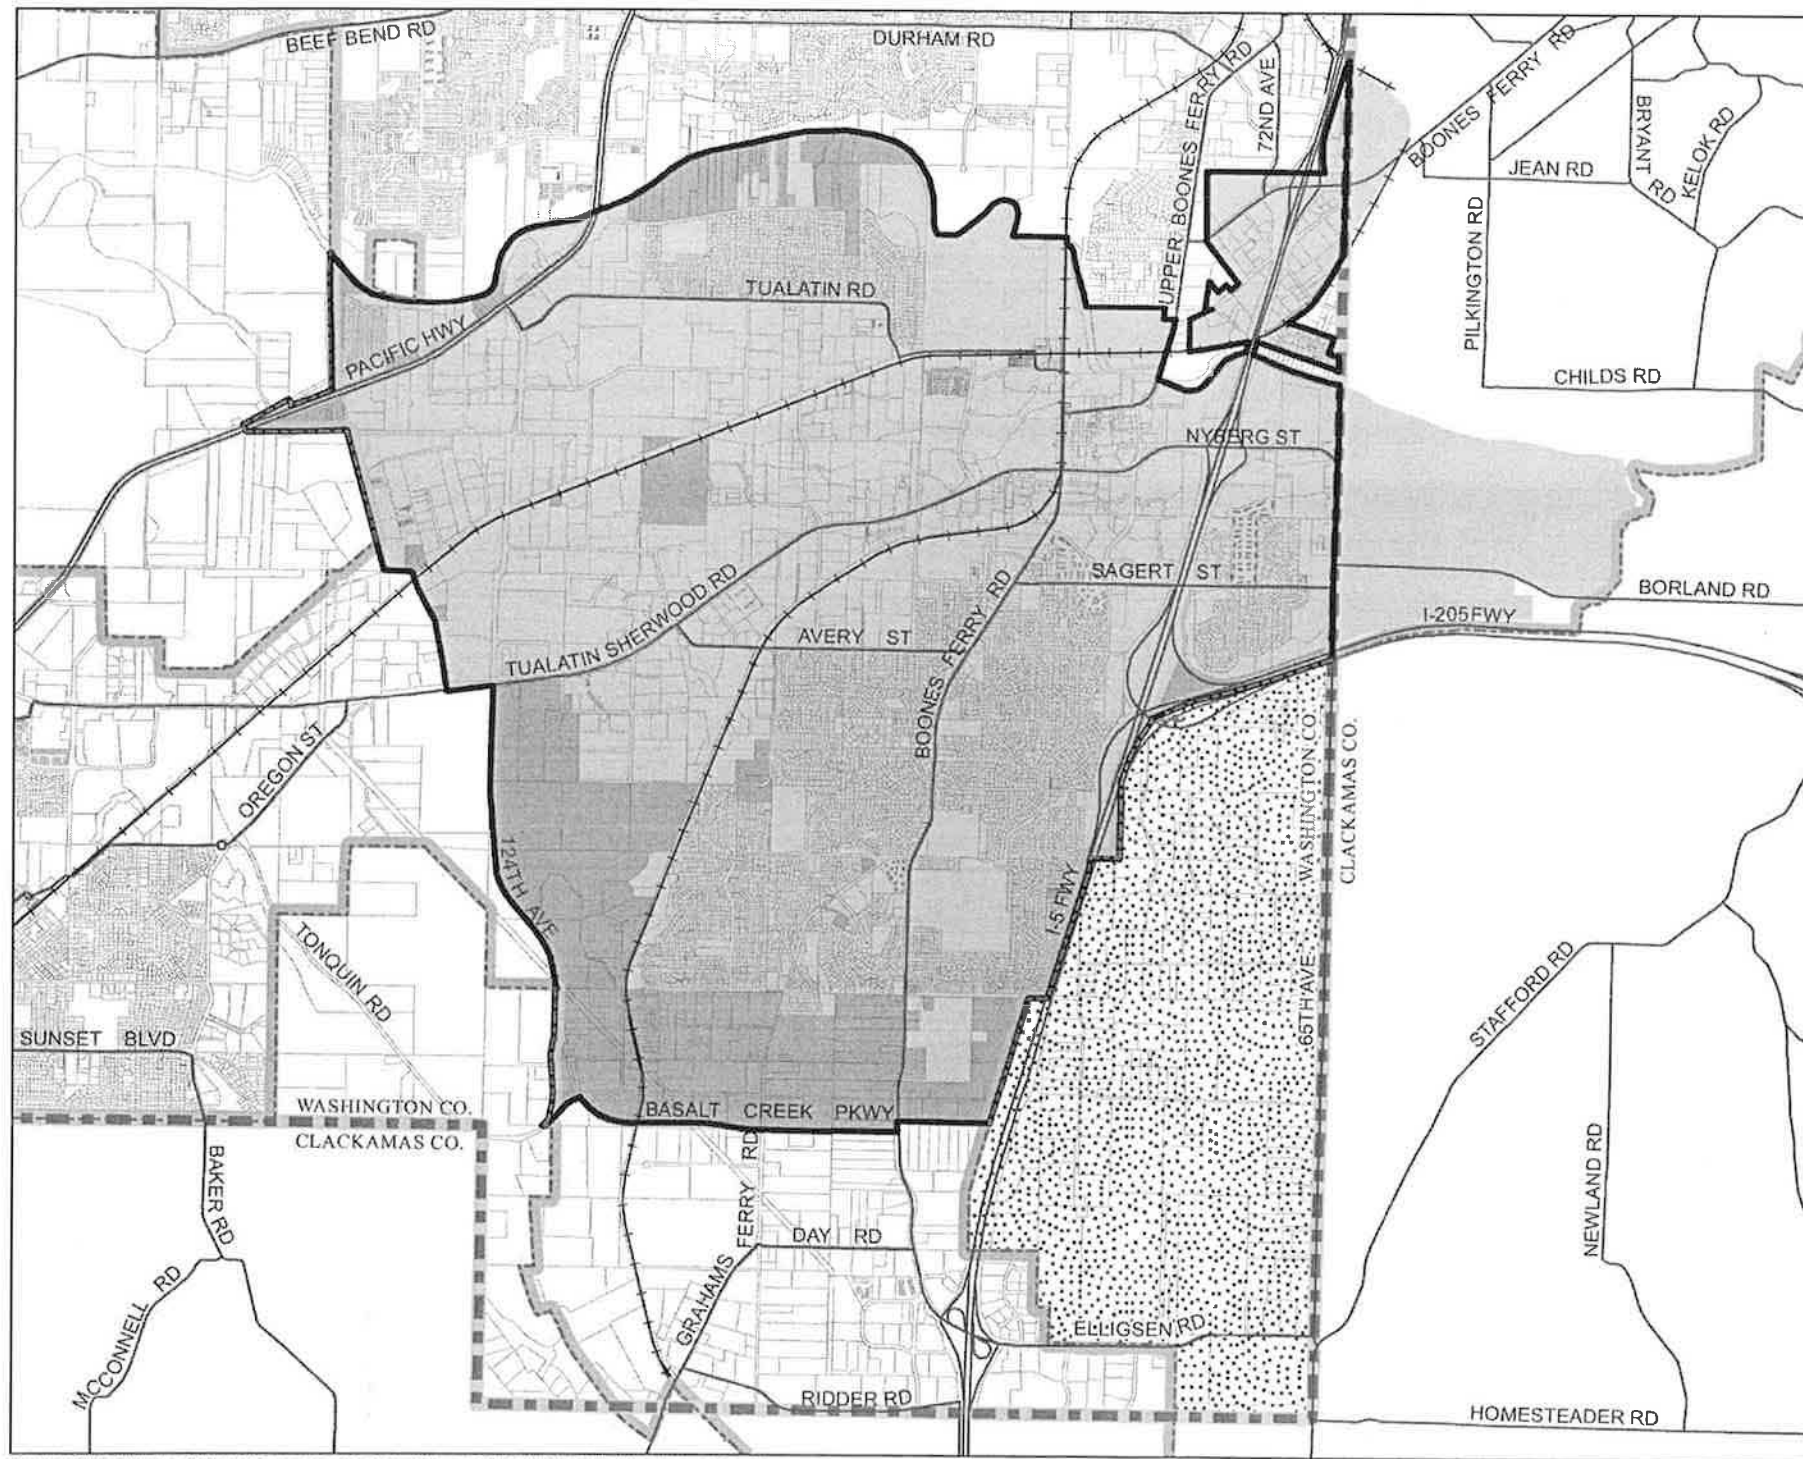 BEEF BEND RD
DURHAM RD
UPPER BOONES FERRY RD
72ND AVE
BOONES FERRY RD
BRYANT RD
KELOK RD
JEAN RD
PILKINGTON RD
TUALATIN RD
PACIFIC HWY
CHILDS RD
NYBERG ST
SAGERT ST
BORLAND RD
I-205 FWY
TUALATIN SHERWOOD RD
AVERY ST
BOONES FERRY RD
OREGON ST
WASHINGTON CO.
CLACKAMAS CO.
124TH AVE
I-5 FWY
65TH AVE
TONQUIN RD
STAFFORD RD
SUNSET BLVD
WASHINGTON CO.
CLACKAMAS CO.
BASALT CREEK PKWY
BAKER RD
GRAHAMS FERRY RD
DAY RD
NEWLAND RD
MCCONNELL RD
ELLIGSEN RD
RIDDER RD
HOMESTEADER RD